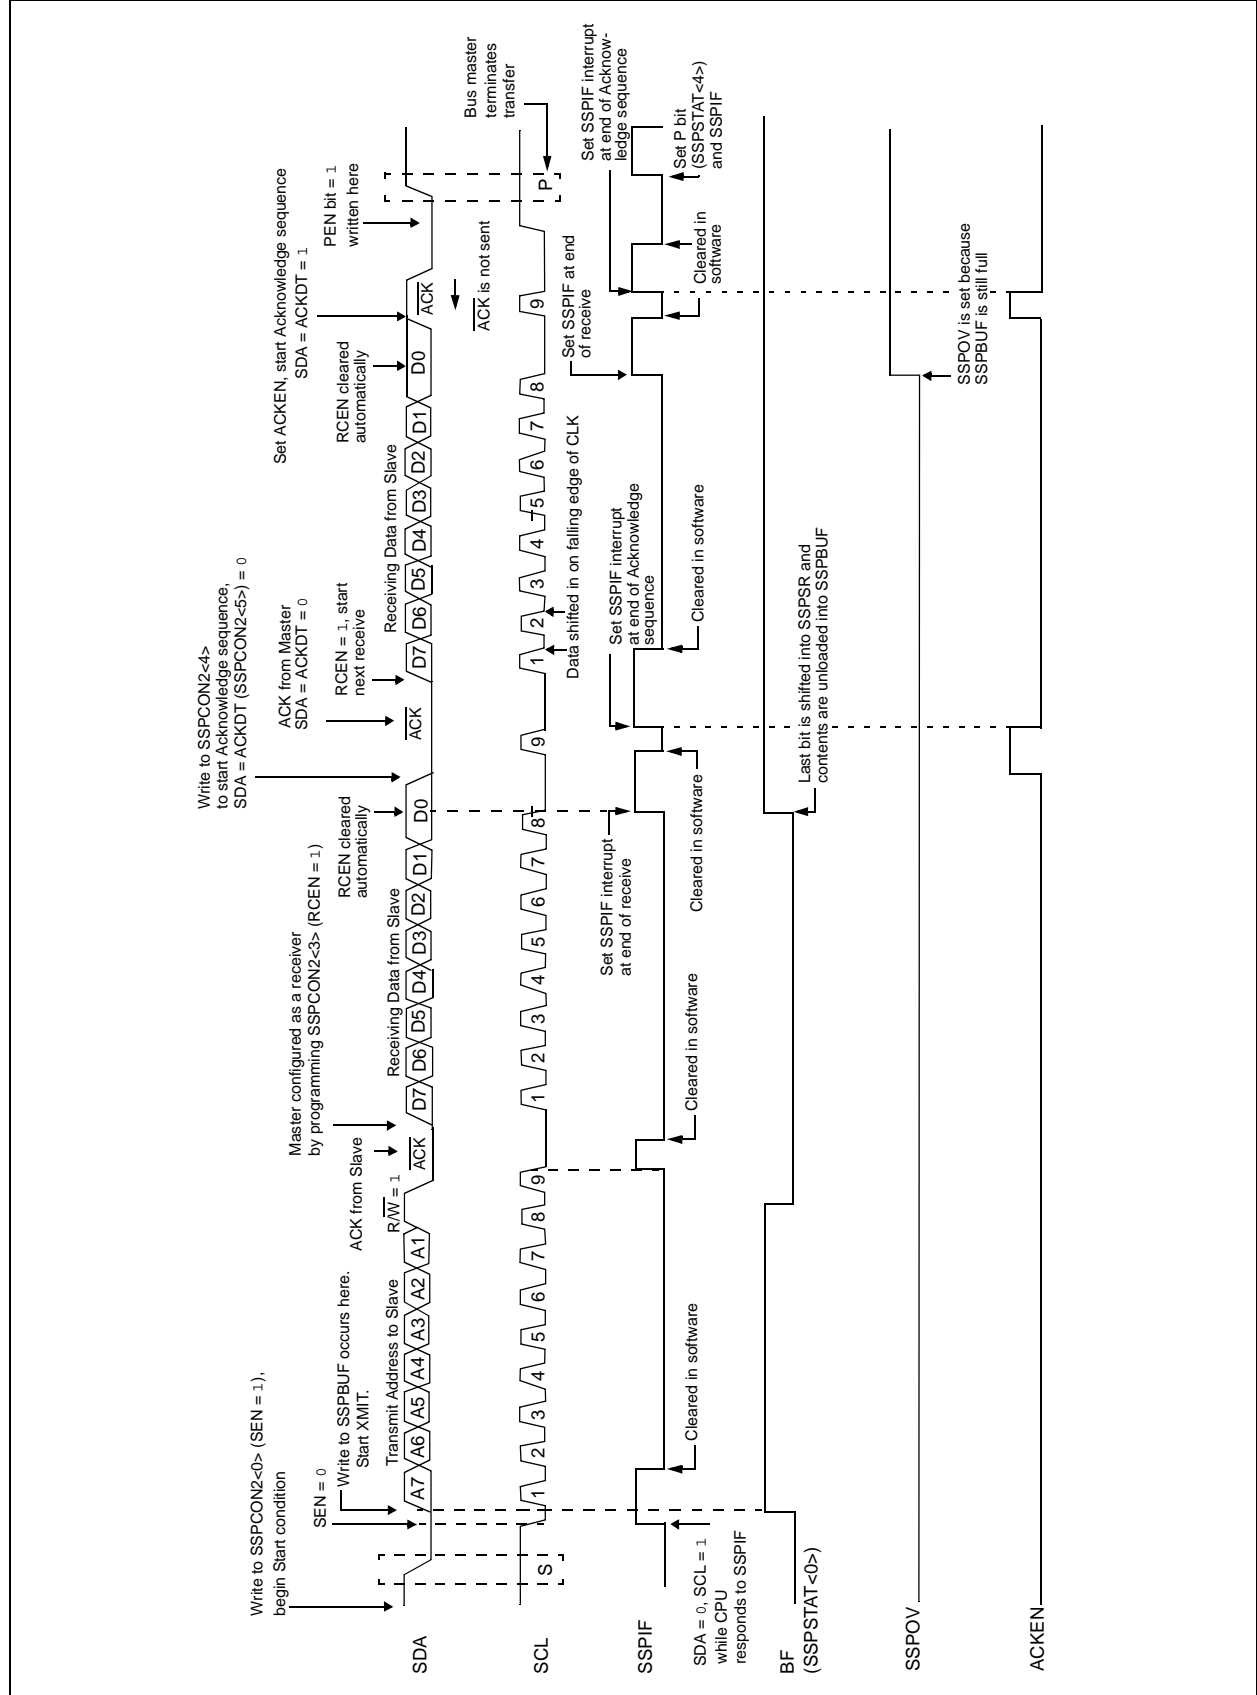 Write to SSPCON2<0> (SEN = 1),
begin Start condition
SEN = 0
Write to SSPBUF occurs here.
Start XMIT.
Transmit Address to Slave
R/W = 1
ACK from Slave
Master configured as a receiver
by programming SSPCON2<3> (RCEN = 1)
Receiving Data from Slave
RCEN cleared
automatically
Write to SSPCON2<4>
to start Acknowledge sequence,
SDA = ACKDT (SSPCON2<5>) = 0
ACK from Master
SDA = ACKDT = 0
RCEN = 1, start
next receive
Receiving Data from Slave
RCEN cleared
automatically
Set ACKEN, start Acknowledge sequence
SDA = ACKDT = 1
PEN bit = 1
written here
SDA
A7 A6 A5 A4 A3 A2 A1
ACK
D7 D6 D5 D4 D3 D2 D1 D0
ACK
D7 D6 D5 D4 D3 D2 D1 D0
ACK
ACK is not sent
Bus master
terminates
transfer
SCL
S
1 2 3 4 5 6 7 8 9
1 2 3 4 5 6 7 8 9
1 2 3 4 5 6 7 8 9
P
Data shifted in on falling edge of CLK
Set SSPIF interrupt
at end of receive
Set SSPIF interrupt
at end of Acknowledge
sequence
Set SSPIF at end
of receive
Set SSPIF interrupt
at end of Acknow-
ledge sequence
SSPIF
SDA = 0, SCL = 1
while CPU
responds to SSPIF
Cleared in software
Cleared in software
Cleared in software
Cleared in software
Cleared in
software
Set P bit
(SSPSTAT<4>)
and SSPIF
BF
(SSPSTAT<0>)
Last bit is shifted into SSPSR and
contents are unloaded into SSPBUF
SSPOV
SSPOV is set because
SSPBUF is still full
ACKEN